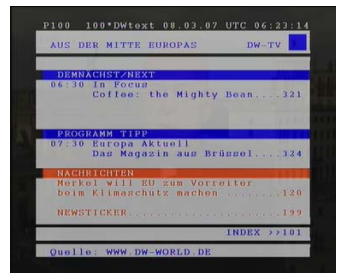 P100 100*DWtext 08.03.07 UTC 06:23:14
AUS DER MITTE EUROPAS DW-TV
DEMNÄCHST/NEXT
06:30 In Focus
Coffee: the Mighty Bean....321
PROGRAMM TIPP
07:30 Europa Aktuell
Das Magazin aus Brüssel....324
NACHRICHTEN
Merkel will EU zum Vorreiter
beim Klimaschutz machen ........120
NEWSTICKER....................199
INDEX >>101
Quelle: WWW.DW-WORLD.DE